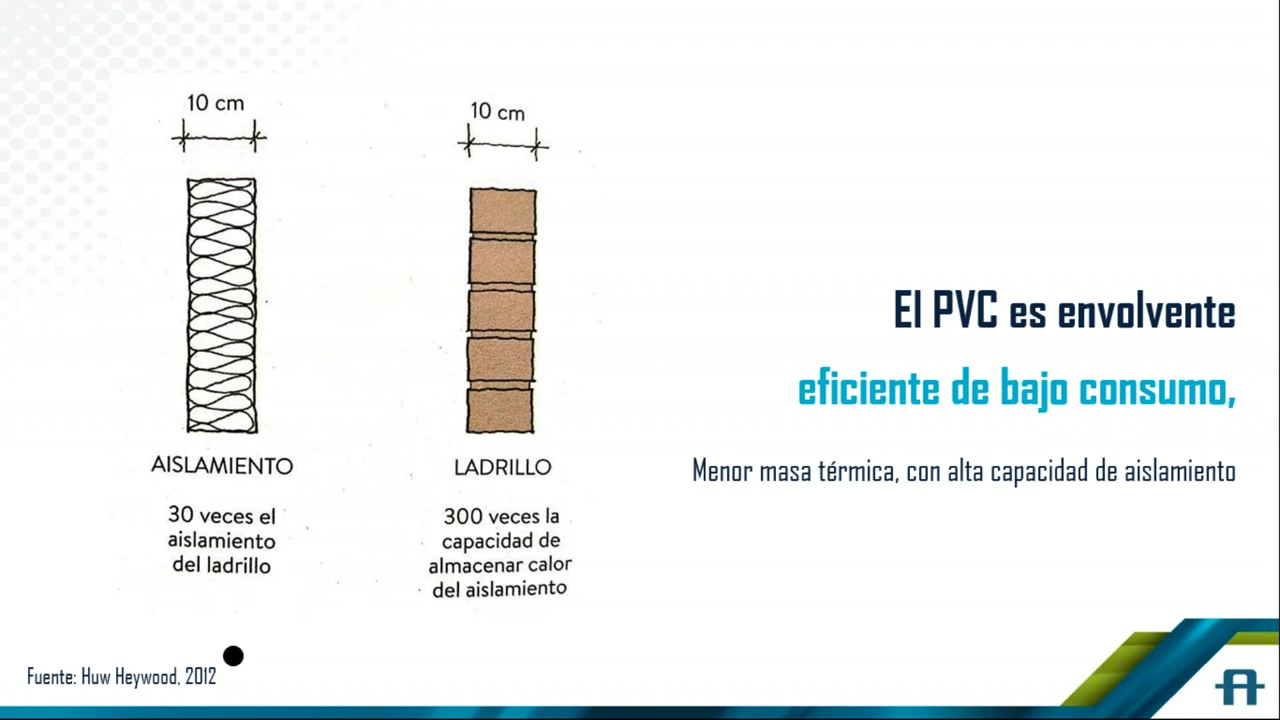 10 cm
10 cm
AISLAMIENTO
LADRILLO
30 veces el
aislamiento
del ladrillo
300 veces la
capacidad de
almacenar calor
del aislamiento
El PVC es envolvente
eficiente de bajo consumo,
Menor masa térmica, con alta capacidad de aislamiento
Fuente: Huw Heywood, 2012